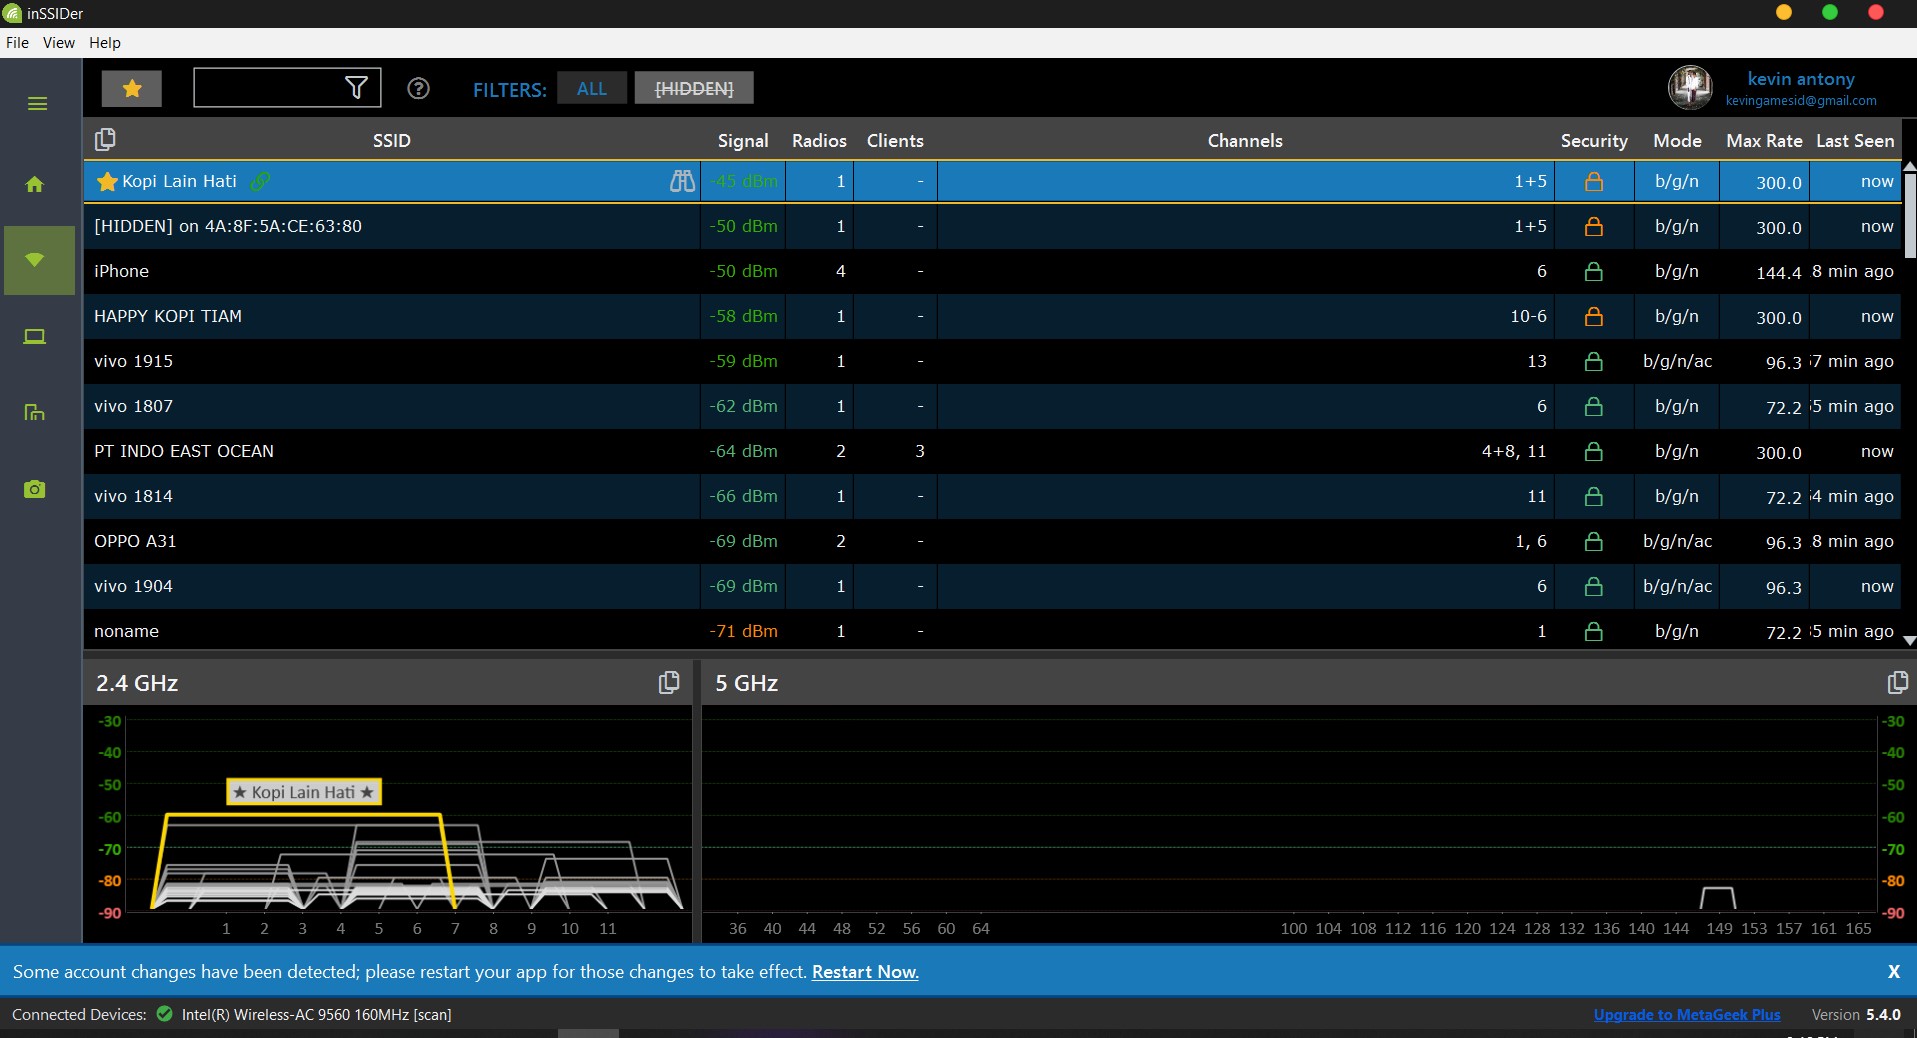 inSSIDer
File View Help
FILTERS: ALL [HIDDEN]
kevin antony
kevingamesid@gmail.com
SSID Signal Radios Clients Channels Security Mode Max Rate Last Seen
Kopi Lain Hati -45 dBm 1 - 1+5 b/g/n 300.0 now
[HIDDEN] on 4A:8F:5A:CE:63:80 -50 dBm 1 - 1+5 b/g/n 300.0 now
iPhone -50 dBm 4 - 6 b/g/n 144.4 8 min ago
HAPPY KOPI TIAM -58 dBm 1 - 10-6 b/g/n 300.0 now
vivo 1915 -59 dBm 1 - 13 b/g/n/ac 96.3 7 min ago
vivo 1807 -62 dBm 1 - 6 b/g/n 72.2 5 min ago
PT INDO EAST OCEAN -64 dBm 2 3 4+8, 11 b/g/n 300.0 now
vivo 1814 -66 dBm 1 - 11 b/g/n 72.2 4 min ago
OPPO A31 -69 dBm 2 - 1, 6 b/g/n/ac 96.3 8 min ago
vivo 1904 -69 dBm 1 - 6 b/g/n/ac 96.3 now
noname -71 dBm 1 - 1 b/g/n 72.2 5 min ago
2.4 GHz
5 GHz
-30
-40
-50
-60
-70
-80
-90
★ Kopi Lain Hati ★
1 2 3 4 5 6 7 8 9 10 11
-30
-40
-50
-60
-70
-80
-90
36 40 44 48 52 56 60 64 100 104 108 112 116 120 124 128 132 136 140 144 149 153 157 161 165
Some account changes have been detected; please restart your app for those changes to take effect. Restart Now. X
Connected Devices: Intel(R) Wireless-AC 9560 160MHz [scan]
Upgrade to MetaGeek Plus Version 5.4.0